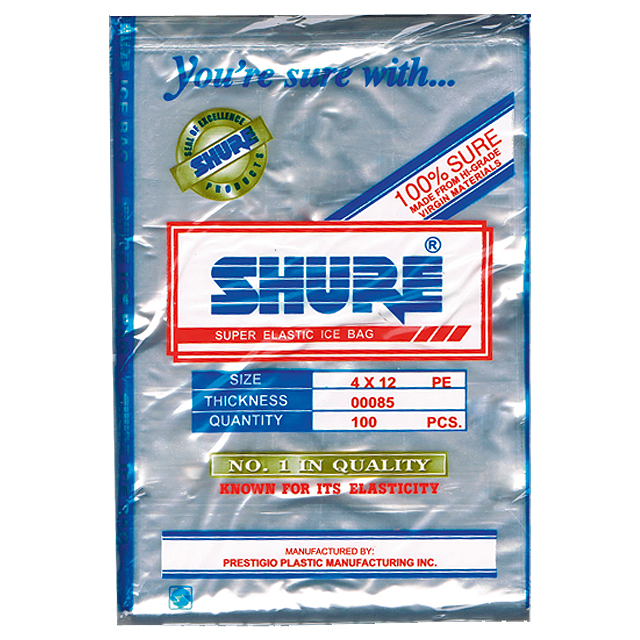 You're sure with...
SEAL OF EXCELLENCE
SHURE
PRODUCTS
100% SURE
MADE FROM HI-GRADE
VIRGIN MATERIALS
SHURE®
SUPER ELASTIC ICE BAG
SIZE 4 X 12 PE
THICKNESS 00085
QUANTITY 100 PCS.
NO. 1 IN QUALITY
KNOWN FOR ITS ELASTICITY
MANUFACTURED BY:
PRESTIGIO PLASTIC MANUFACTURING INC.
ICE BAG